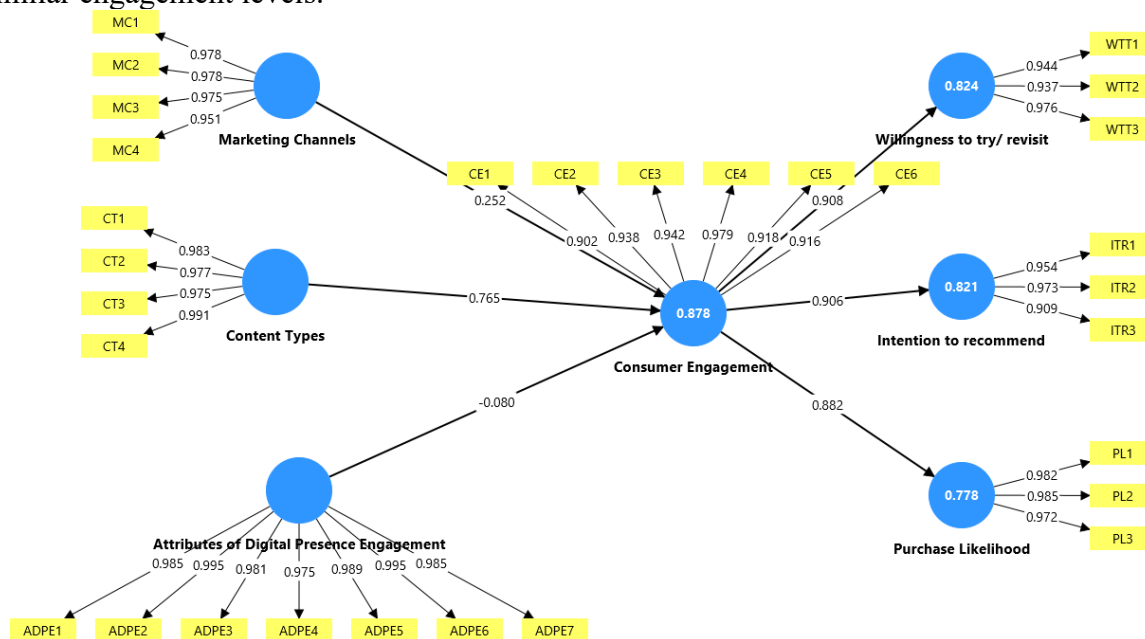 similar engagement levels.
MC1
MC2
MC3
MC4
0.978
0.978
0.975
0.951
Marketing Channels
0.252
CT1
CT2
CT3
CT4
0.983
0.977
0.975
0.991
Content Types
0.765
ADPE1
ADPE2
ADPE3
ADPE4
ADPE5
ADPE6
ADPE7
0.985
0.995
0.981
0.975
0.989
0.995
0.985
Attributes of Digital Presence Engagement
-0.080
CE1
CE2
CE3
CE4
CE5
CE6
0.902
0.938
0.942
0.979
0.918
0.916
0.878
Consumer Engagement
0.908
0.906
0.882
0.824
Willingness to try/ revisit
0.944
0.937
0.976
WTT1
WTT2
WTT3
0.821
Intention to recommend
0.954
0.973
0.909
ITR1
ITR2
ITR3
0.778
Purchase Likelihood
0.982
0.985
0.972
PL1
PL2
PL3